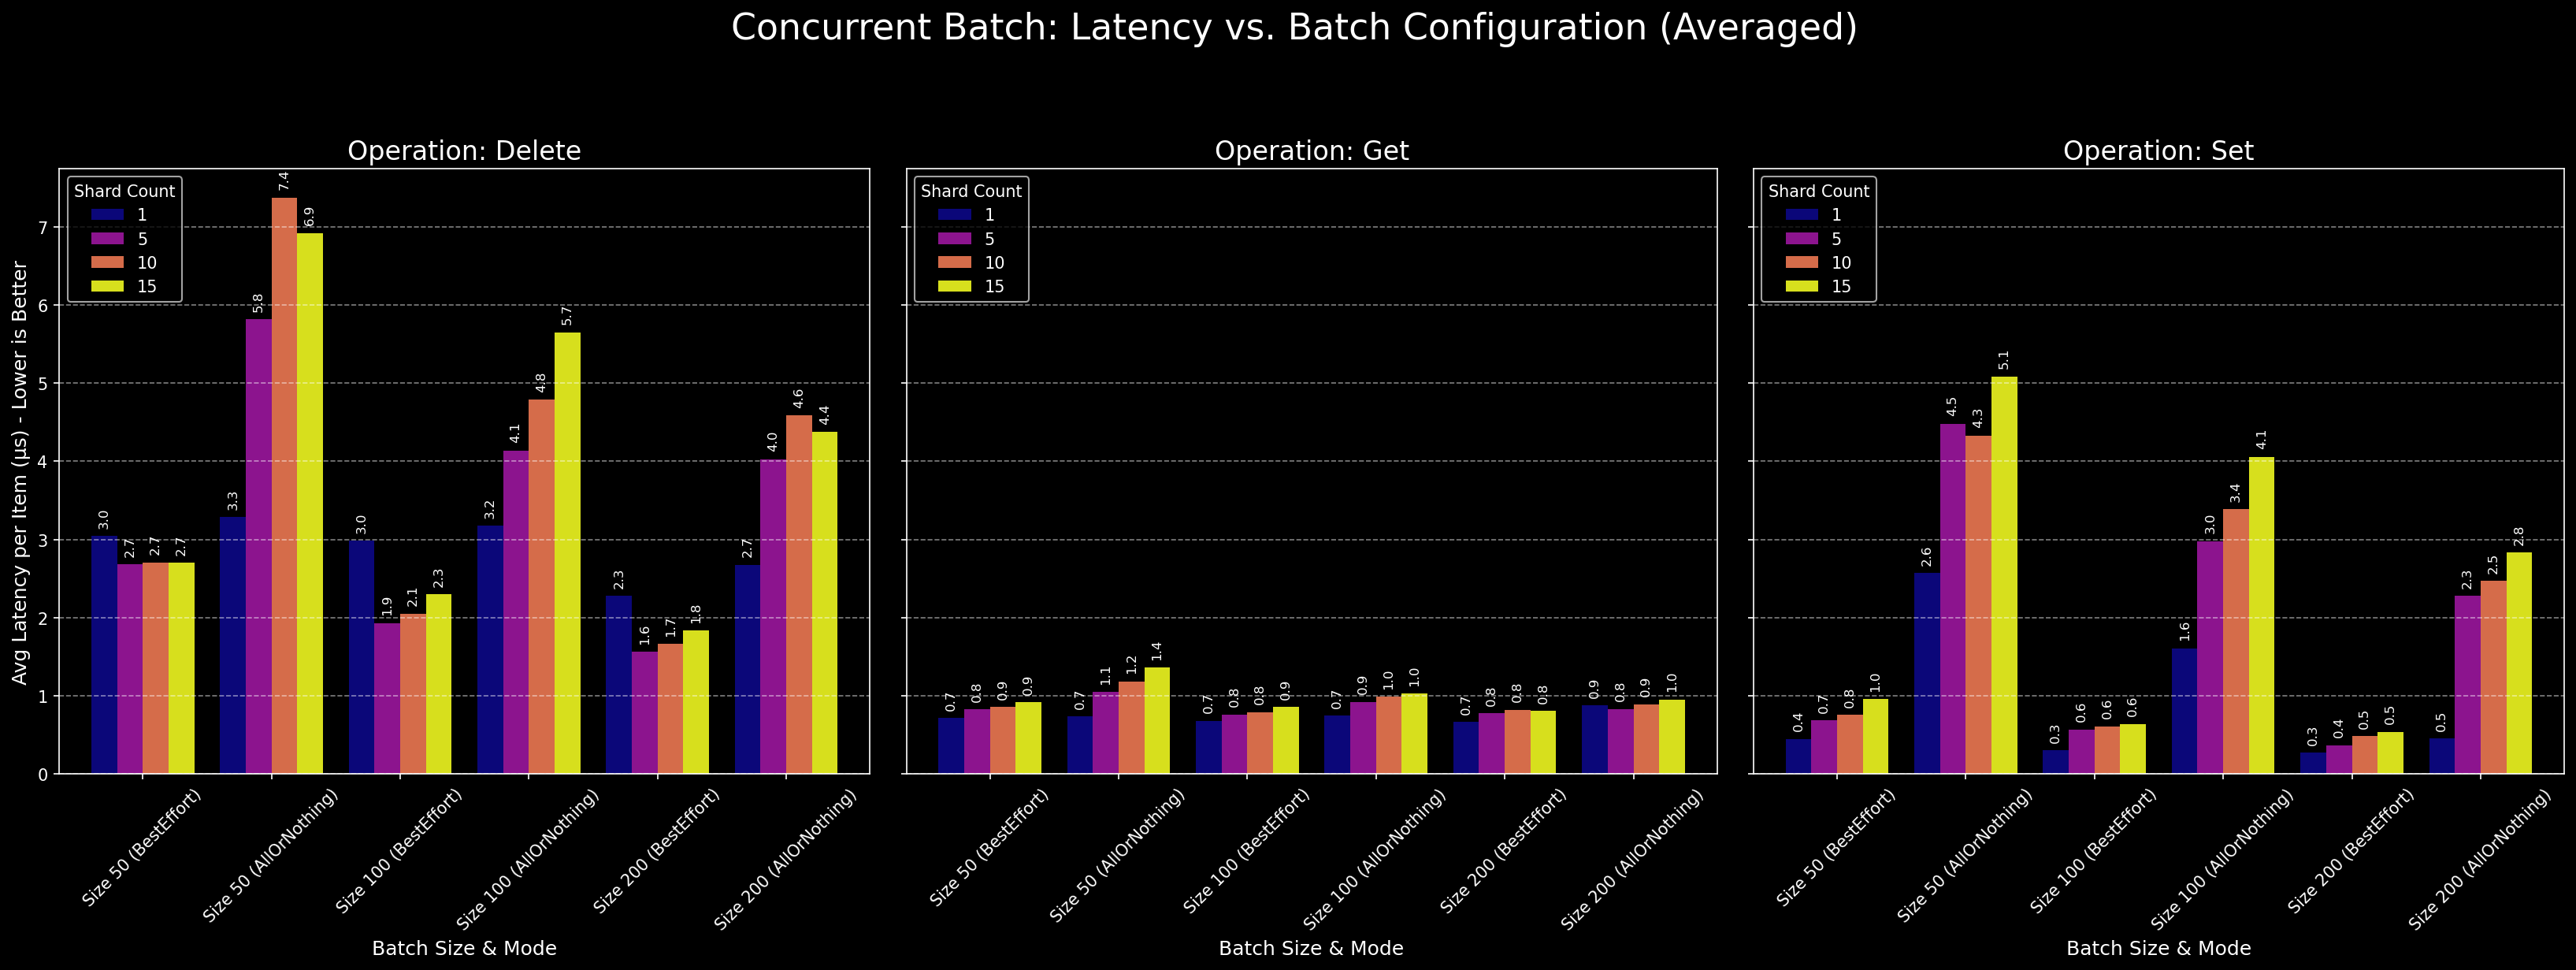 Concurrent Batch: Latency vs. Batch Configuration (Averaged)
Operation: Delete
Avg Latency per Item (µs) - Lower is Better
7
6
5
4
3
2
1
0
Shard Count
1
5
10
15
3.0 2.7 2.7 2.7
3.3 5.8 7.4 6.9
3.0 1.9 2.1 2.3
3.2 4.1 4.8 5.7
2.3 1.6 1.7 1.8
2.7 4.0 4.6 4.4
Size 50 (BestEffort)
Size 50 (AllOrNothing)
Size 100 (BestEffort)
Size 100 (AllOrNothing)
Size 200 (BestEffort)
Size 200 (AllOrNothing)
Batch Size & Mode
Operation: Get
Shard Count
1
5
10
15
0.7 0.8 0.9 0.9
0.7 1.1 1.2 1.4
0.7 0.8 0.8 0.9
0.7 0.9 1.0 1.0
0.7 0.8 0.8 0.8
0.9 0.8 0.9 1.0
Size 50 (BestEffort)
Size 50 (AllOrNothing)
Size 100 (BestEffort)
Size 100 (AllOrNothing)
Size 200 (BestEffort)
Size 200 (AllOrNothing)
Batch Size & Mode
Operation: Set
Shard Count
1
5
10
15
0.4 0.7 0.8 1.0
2.6 4.5 4.3 5.1
0.3 0.6 0.6 0.6
1.6 3.0 3.4 4.1
0.3 0.4 0.5 0.5
0.5 2.3 2.5 2.8
Size 50 (BestEffort)
Size 50 (AllOrNothing)
Size 100 (BestEffort)
Size 100 (AllOrNothing)
Size 200 (BestEffort)
Size 200 (AllOrNothing)
Batch Size & Mode